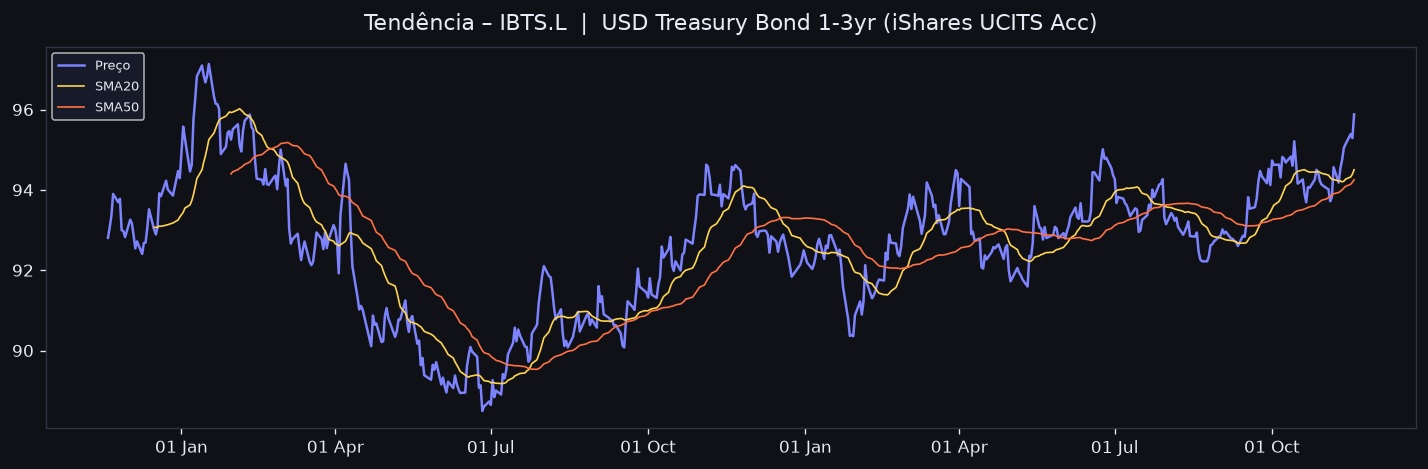 Tendência – IBTS.L  |  USD Treasury Bond 1-3yr (iShares UCITS Acc)
Preço
SMA20
SMA50
96
94
92
90
01 Jan
01 Apr
01 Jul
01 Oct
01 Jan
01 Apr
01 Jul
01 Oct